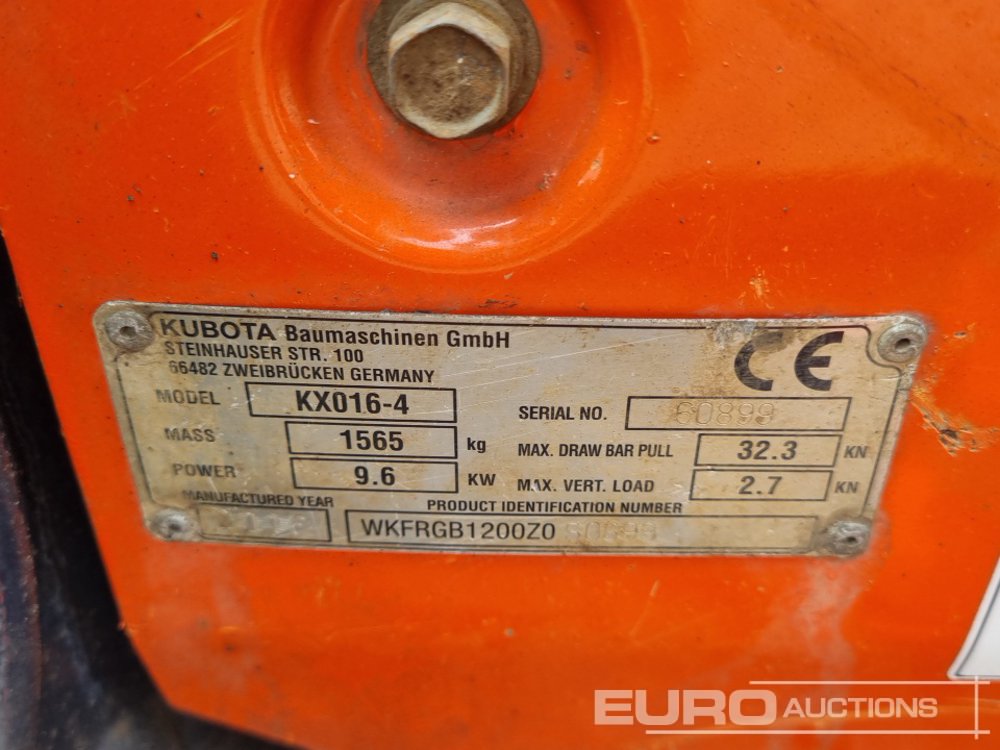 KUBOTA Baumaschinen GmbH
STEINHAUSER STR. 100
66482 ZWEIBRÜCKEN GERMANY
CE
MODEL KX016-4
SERIAL NO. 60899
MASS 1565 kg
MAX. DRAW BAR PULL 32.3 KN
POWER 9.6 KW
MAX. VERT. LOAD 2.7 KN
MANUFACTURED YEAR
PRODUCT IDENTIFICATION NUMBER
WKFRGB1200Z0
EURO AUCTIONS